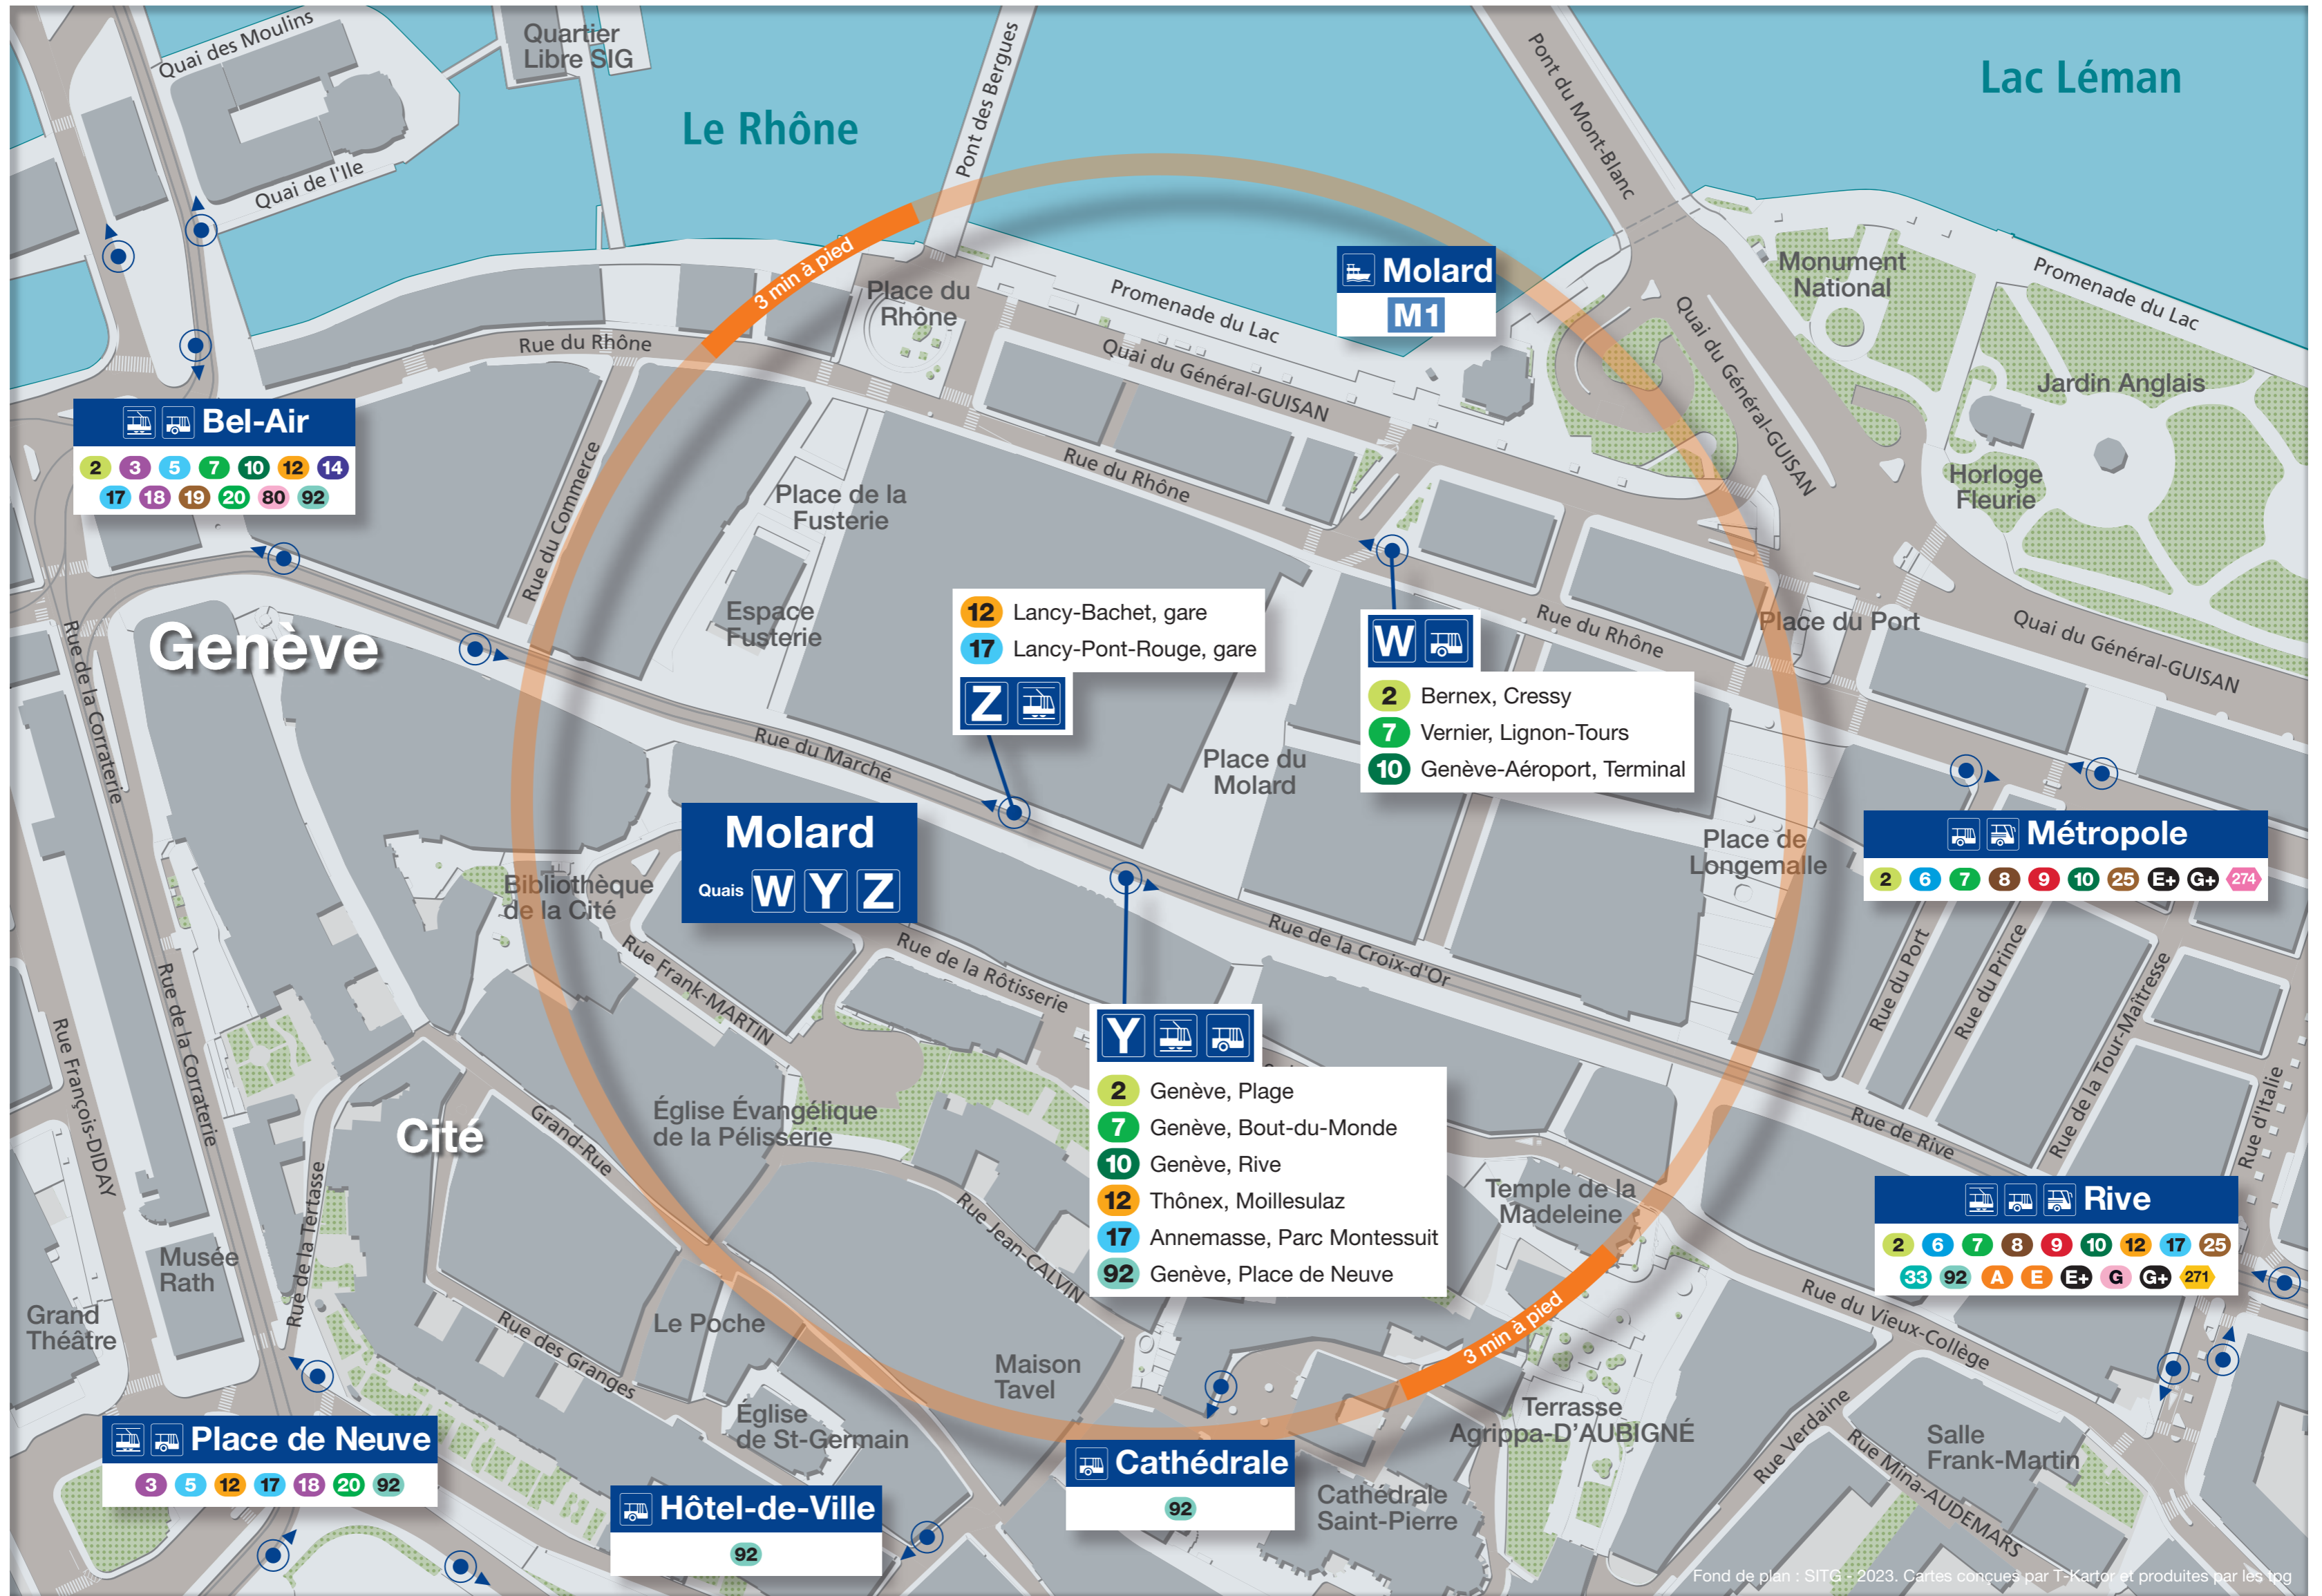 Quai des Moulins
Quartier
Libre SIG
Le Rhône
Pont des Bergues
Pont du Mont-Blanc
Lac Léman
Quai de l'Ile
3 min à pied
Place du
Rhône
Molard
M1
Promenade du Lac
Quai du Général-GUISAN
Monument
National
Promenade du Lac
Quai du Général-GUISAN
Jardin Anglais
Horloge
Fleurie
Rue du Rhône
Bel-Air
2 3 5 7 10 12 14
17 18 19 20 80 92
Rue du Commerce
Place de la
Fusterie
Rue du Rhône
Espace
Fusterie
Genève
Rue de la Corraterie
12 Lancy-Bachet, gare
17 Lancy-Pont-Rouge, gare
Z
W
2 Bernex, Cressy
7 Vernier, Lignon-Tours
10 Genève-Aéroport, Terminal
Rue du Rhône
Place du Port
Quai du Général-GUISAN
Rue du Marché
Place du
Molard
Molard
Quais W Y Z
Place de
Longemalle
Métropole
2 6 7 8 9 10 25 E+ G+ 274
Bibliothèque
de la Cité
Rue Frank-MARTIN
Rue de la Rôtisserie
Rue de la Croix-d'Or
Rue du Port
Rue du Prince
Rue de la Tour-Maîtresse
Rue d'Italie
Rue de la Corraterie
Rue François-DIDAY
Y
2 Genève, Plage
7 Genève, Bout-du-Monde
10 Genève, Rive
12 Thônex, Moillesulaz
17 Annemasse, Parc Montessuit
92 Genève, Place de Neuve
Cité
Grand-Rue
Église Évangélique
de la Pélisserie
Rue de Rive
Rue de la Tertasse
Rue Jean-CALVIN
Temple de la
Madeleine
Rive
2 6 7 8 9 10 12 17 25
33 92 A E E+ G G+ 271
Musée
Rath
Grand
Théâtre
Rue des Granges
Le Poche
Maison
Tavel
3 min à pied
Rue du Vieux-Collège
Place de Neuve
3 5 12 17 18 20 92
Église
de St-Germain
Terrasse
Agrippa-D'AUBIGNÉ
Rue Verdaine
Rue Mina-AUDEMARS
Salle
Frank-Martin
Hôtel-de-Ville
92
Cathédrale
92
Cathédrale
Saint-Pierre
Fond de plan : SITG - 2023. Cartes conçues par T-Kartor et produites par les tpg